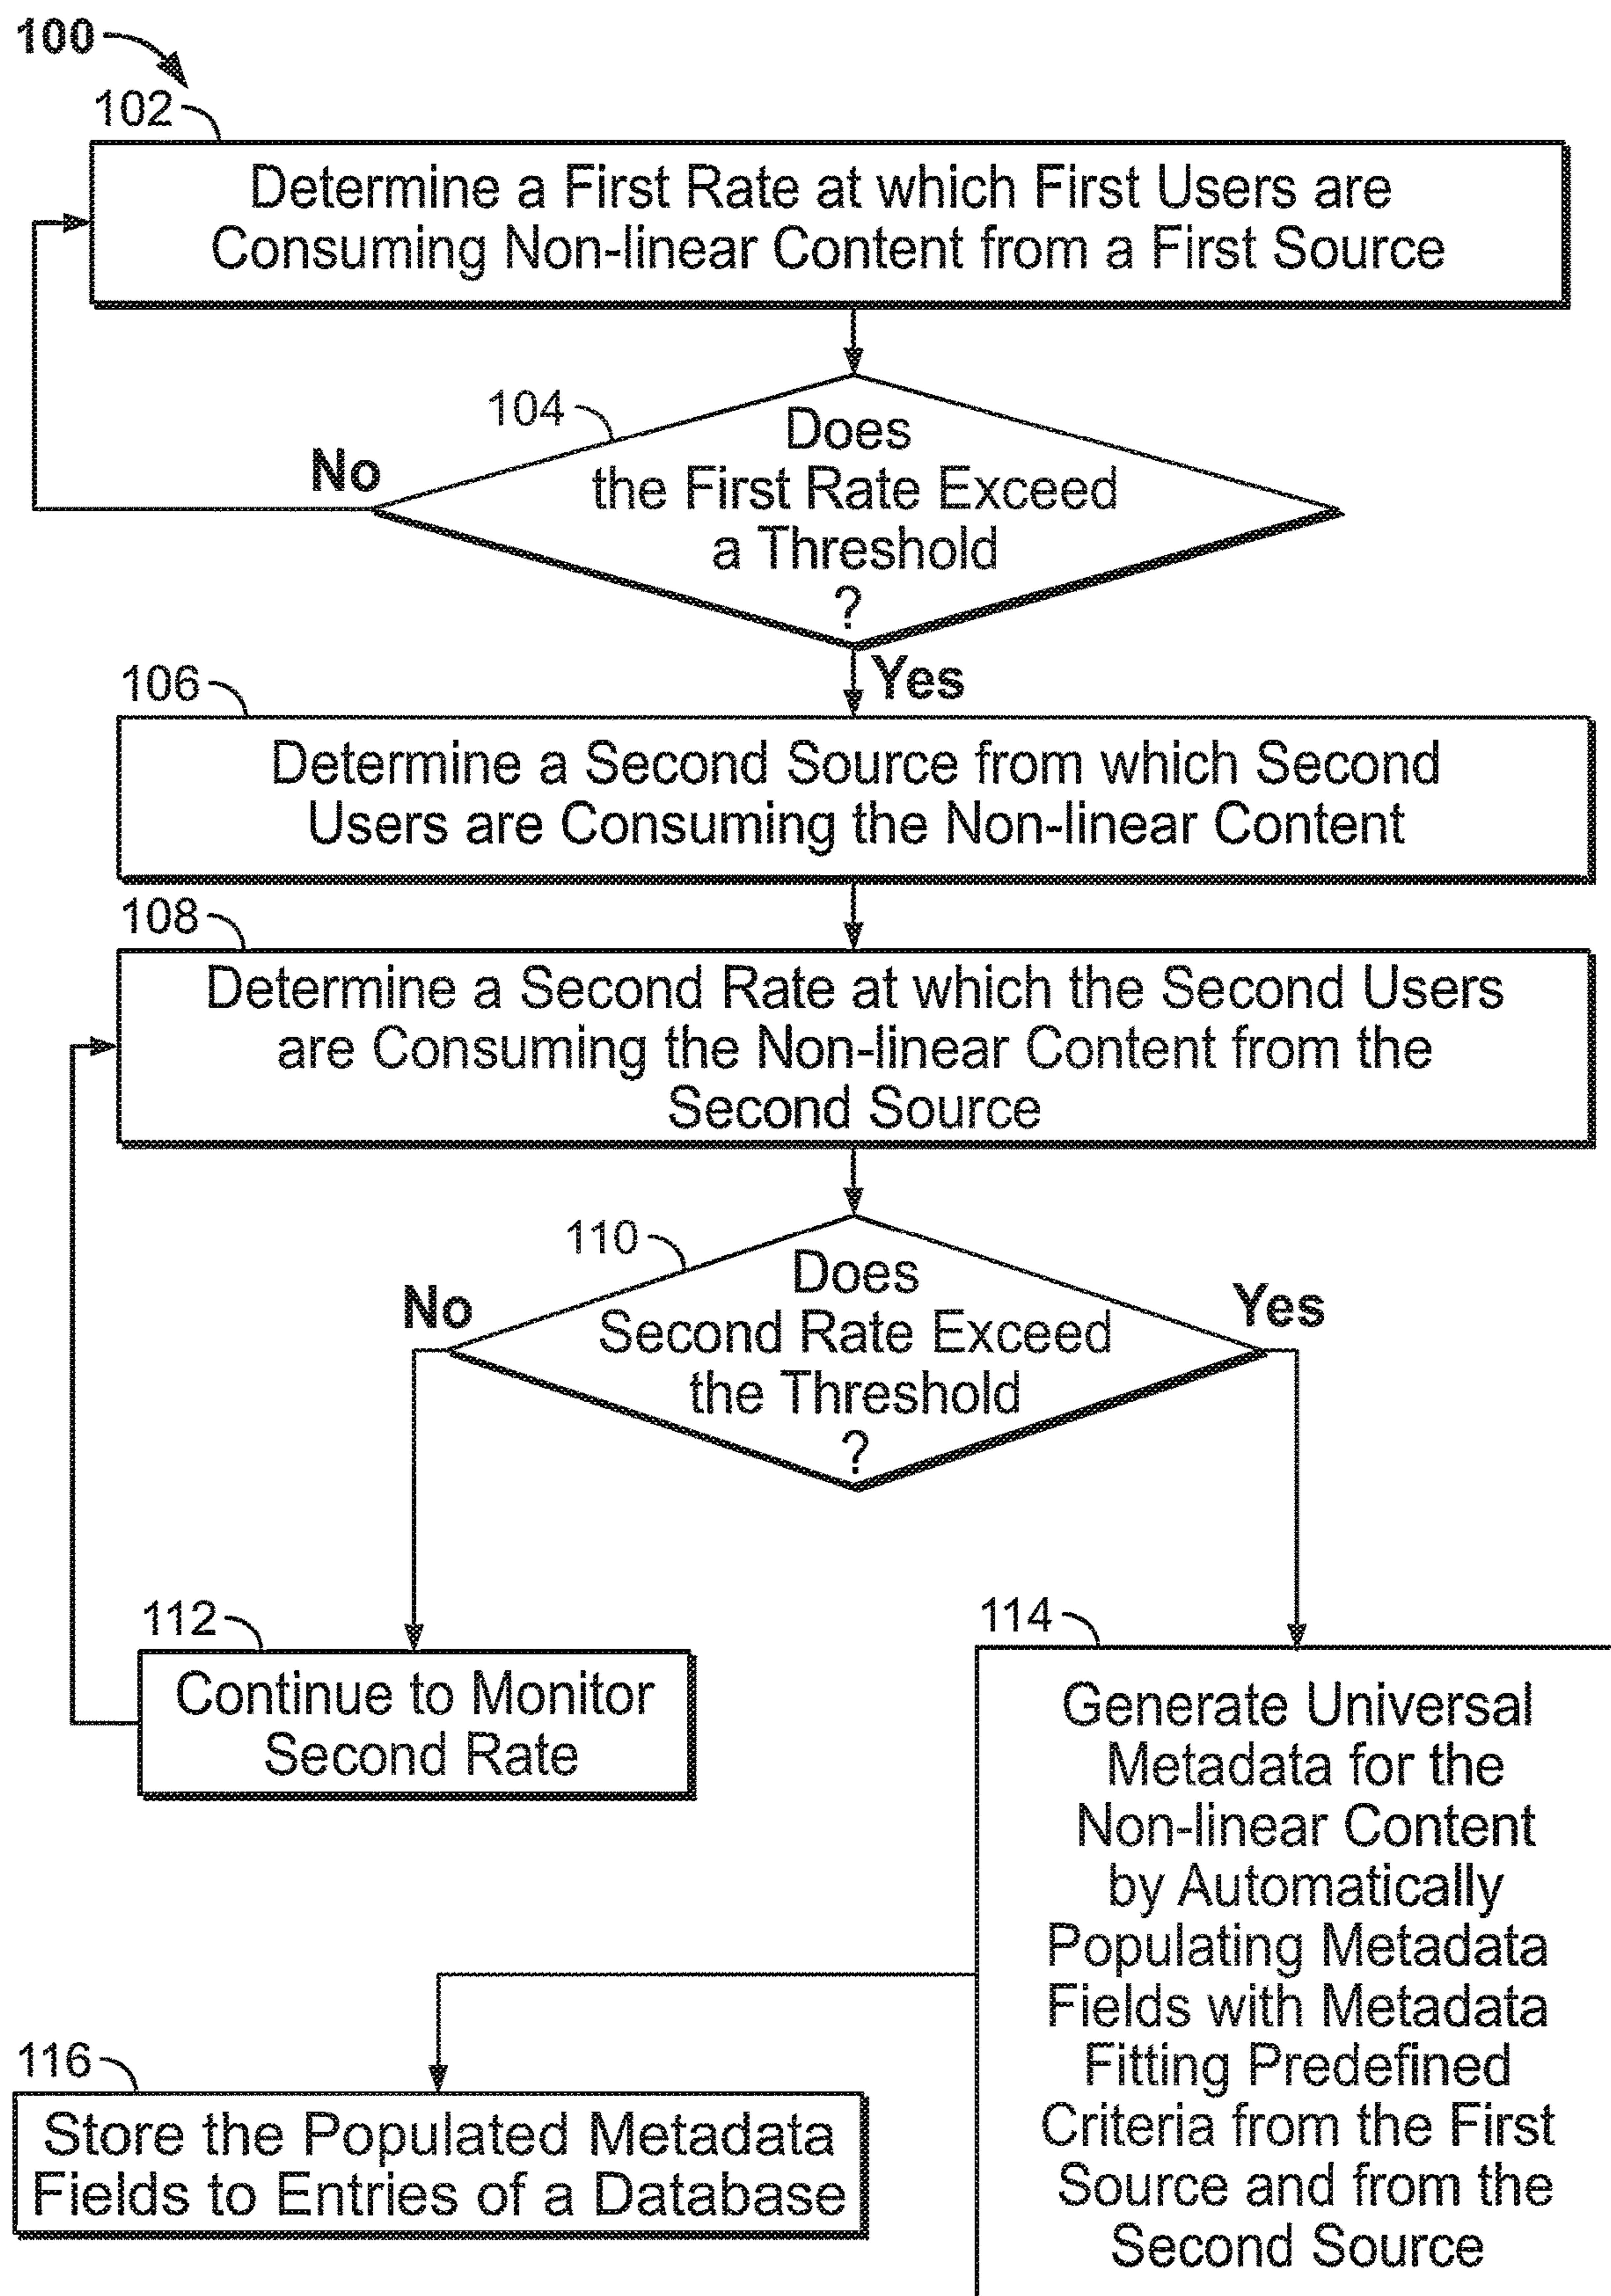 100
102
Determine a First Rate at which First Users are
Consuming Non-linear Content from a First Source
104
Does
the First Rate Exceed
a Threshold
?
No
Yes
106
Determine a Second Source from which Second
Users are Consuming the Non-linear Content
108
Determine a Second Rate at which the Second Users
are Consuming the Non-linear Content from the
Second Source
110
Does
Second Rate Exceed
the Threshold
?
No
Yes
112
Continue to Monitor
Second Rate
114
Generate Universal
Metadata for the
Non-linear Content
by Automatically
Populating Metadata
Fields with Metadata
Fitting Predefined
Criteria from the First
Source and from the
Second Source
116
Store the Populated Metadata
Fields to Entries of a Database